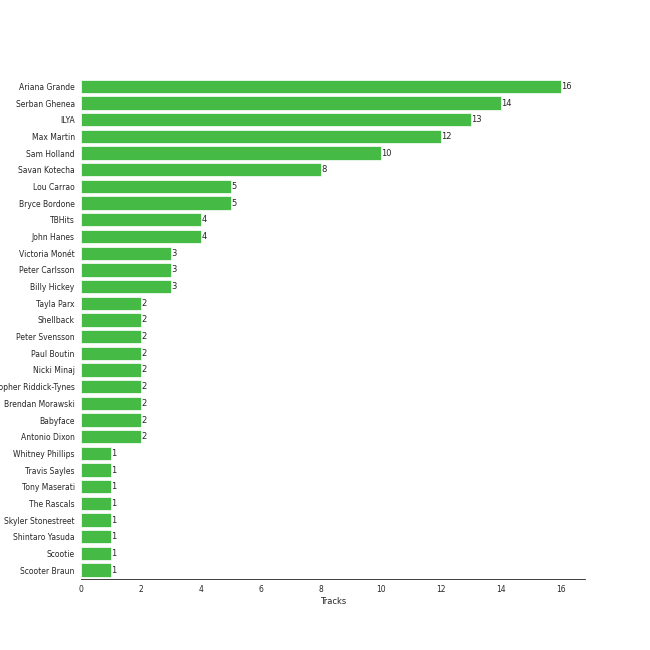 Ariana Grande 16
Serban Ghenea 14
ILYA 13
Max Martin 12
Sam Holland 10
Savan Kotecha 8
Lou Carrao 5
Bryce Bordone 5
TBHits 4
John Hanes 4
Victoria Monét 3
Peter Carlsson 3
Billy Hickey 3
Tayla Parx 2
Shellback 2
Peter Svensson 2
Paul Boutin 2
Nicki Minaj 2
opher Riddick-Tynes 2
Brendan Morawski 2
Babyface 2
Antonio Dixon 2
Whitney Phillips 1
Travis Sayles 1
Tony Maserati 1
The Rascals 1
Skyler Stonestreet 1
Shintaro Yasuda 1
Scootie 1
Scooter Braun 1
0 2 4 6 8 10 12 14 16
Tracks